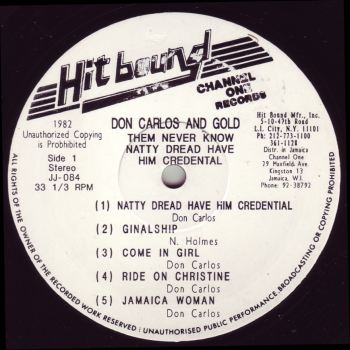 Hit bound
CHANNEL
ONE
RECORDS
1982
Unauthorized Copying
is Prophibited
Side 1
Stereo
JJ-084
33 1/3 RPM
DON CARLOS AND GOLD
THEM NEVER KNOW
NATTY DREAD HAVE
HIM CREDENTAL
Hit Bound Mfr., Inc.
5-10-47th Road
L.I. City, N.Y. 11101
Ph: 212-773-1100
361-1128
Distr. in Jamaica
Channel One
29 Maxfield Ave.
Kingston 13
Jamaica, W.I.
Phone: 92-38792
(1) NATTY DREAD HAVE HIM CREDENTIAL
Don Carlos
(2) GINALSHIP
N. Holmes
(3) COME IN GIRL
Don Carlos
(4) RIDE ON CHRISTINE
Don Carlos
(5) JAMAICA WOMAN
Don Carlos
ALL RIGHTS OF THE OWNER OF THE RECORDED WORK RESERVED : UNAUTHORISED PUBLIC PERFORMANCE, BROADCASTING OR COPYING PROHIBITED